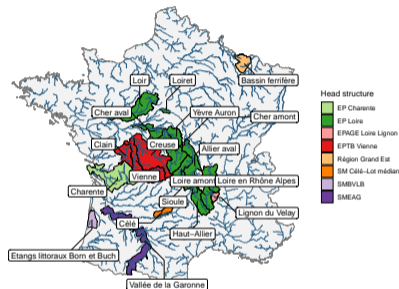 Loir
Loiret
Bassin ferrifère
Cher aval
Yèvre Auron
Cher amont
Clain
Creuse
Allier aval
Vienne
Charente
Loire amont
Loire en Rhône Alpes
Sioule
Lignon du Velay
Célé
Haut−Allier
Etangs littoraux Born et Buch
Vallée de la Garonne
Head structure
EP Charente
EP Loire
EPAGE Loire Lignon
EPTB Vienne
Région Grand Est
SM Célé−Lot médian
SMBVLB
SMEAG